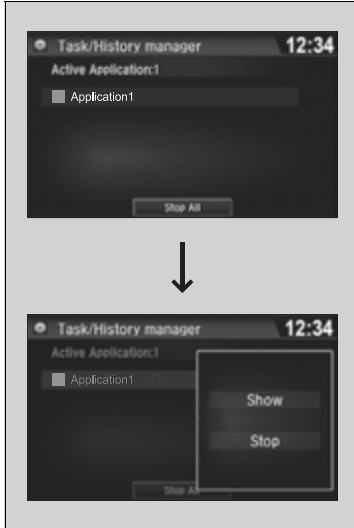 Task/History manager 12:34
Active Application:1
Application1
Stop All
Task/History manager 12:34
Active Application:1
Application1
Show
Stop
Stop All